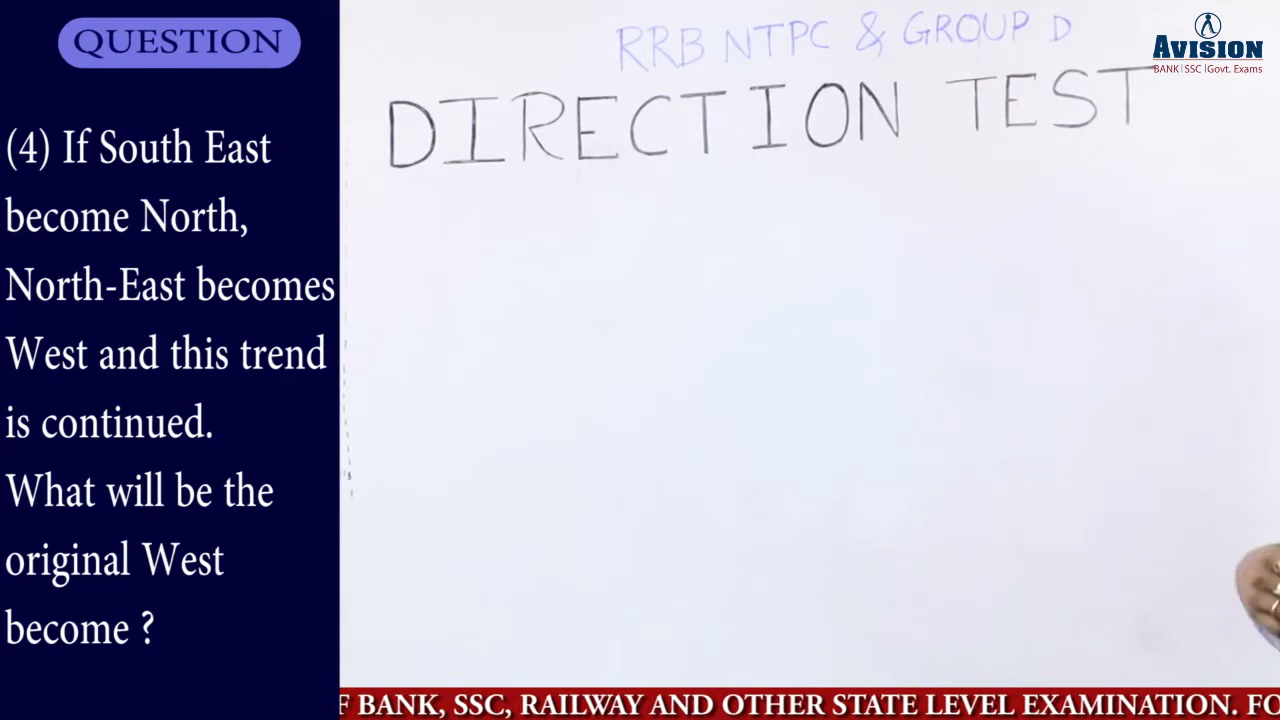 QUESTION
(4) If South East
become North,
North-East becomes
West and this trend
is continued.
What will be the
original West
become ?
RRB NTPC & GROUP D
DIRECTION TEST
AVISION
BANK|SSC|Govt. Exams
F BANK, SSC, RAILWAY AND OTHER STATE LEVEL EXAMINATION. FO